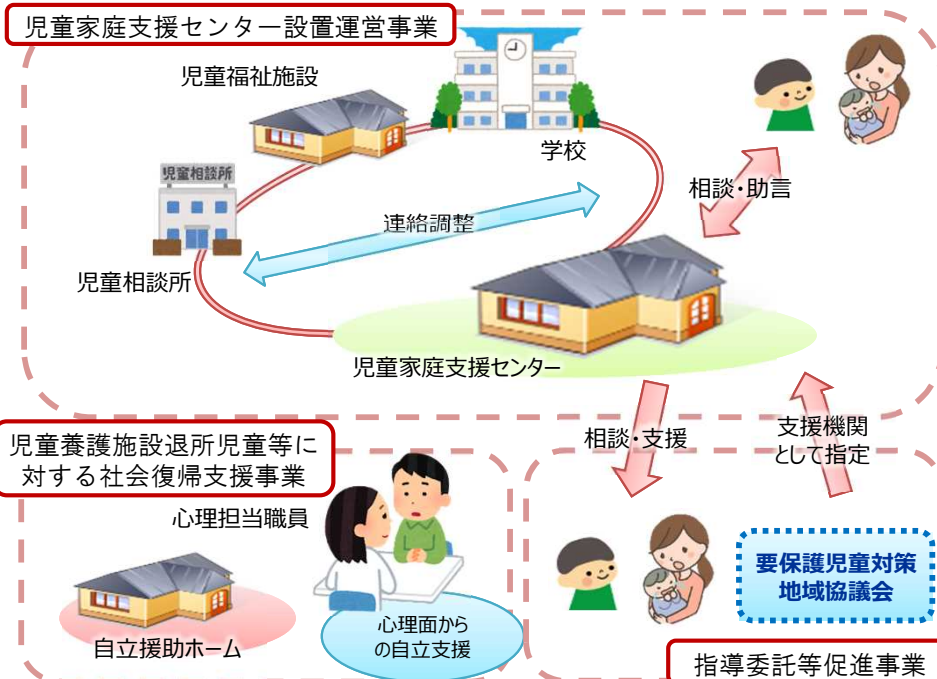 児童家庭支援センター設置運営事業
児童福祉施設
学校
児童相談所
児童相談所
連絡調整
相談・助言
児童家庭支援センター
相談・支援
支援機関
として指定
児童養護施設退所児童等に
対する社会復帰支援事業
心理担当職員
自立援助ホーム
心理面から
の自立支援
要保護児童対策
地域協議会
指導委託等促進事業